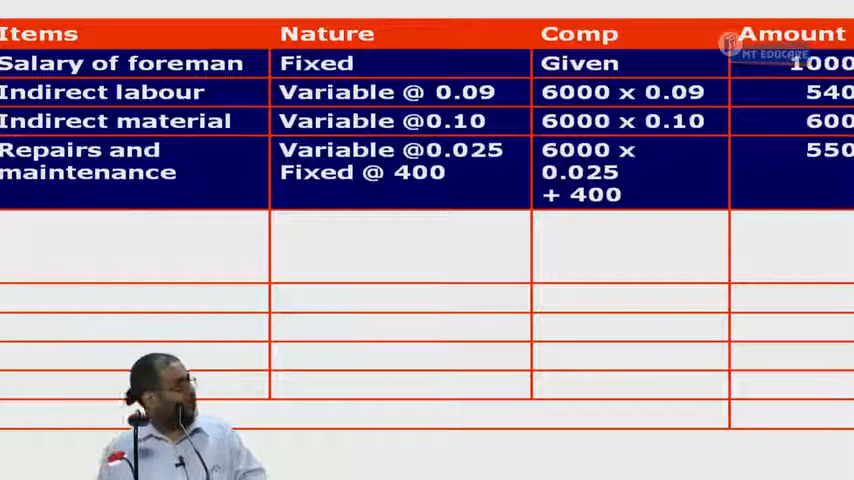 Items Nature Comp Amount
MT EDUCARE
Salary of foreman Fixed Given 1000
Indirect labour Variable @ 0.09 6000 x 0.09 540
Indirect material Variable @0.10 6000 x 0.10 600
Repairs and Variable @0.025 6000 x 550
maintenance Fixed @ 400 0.025
+ 400